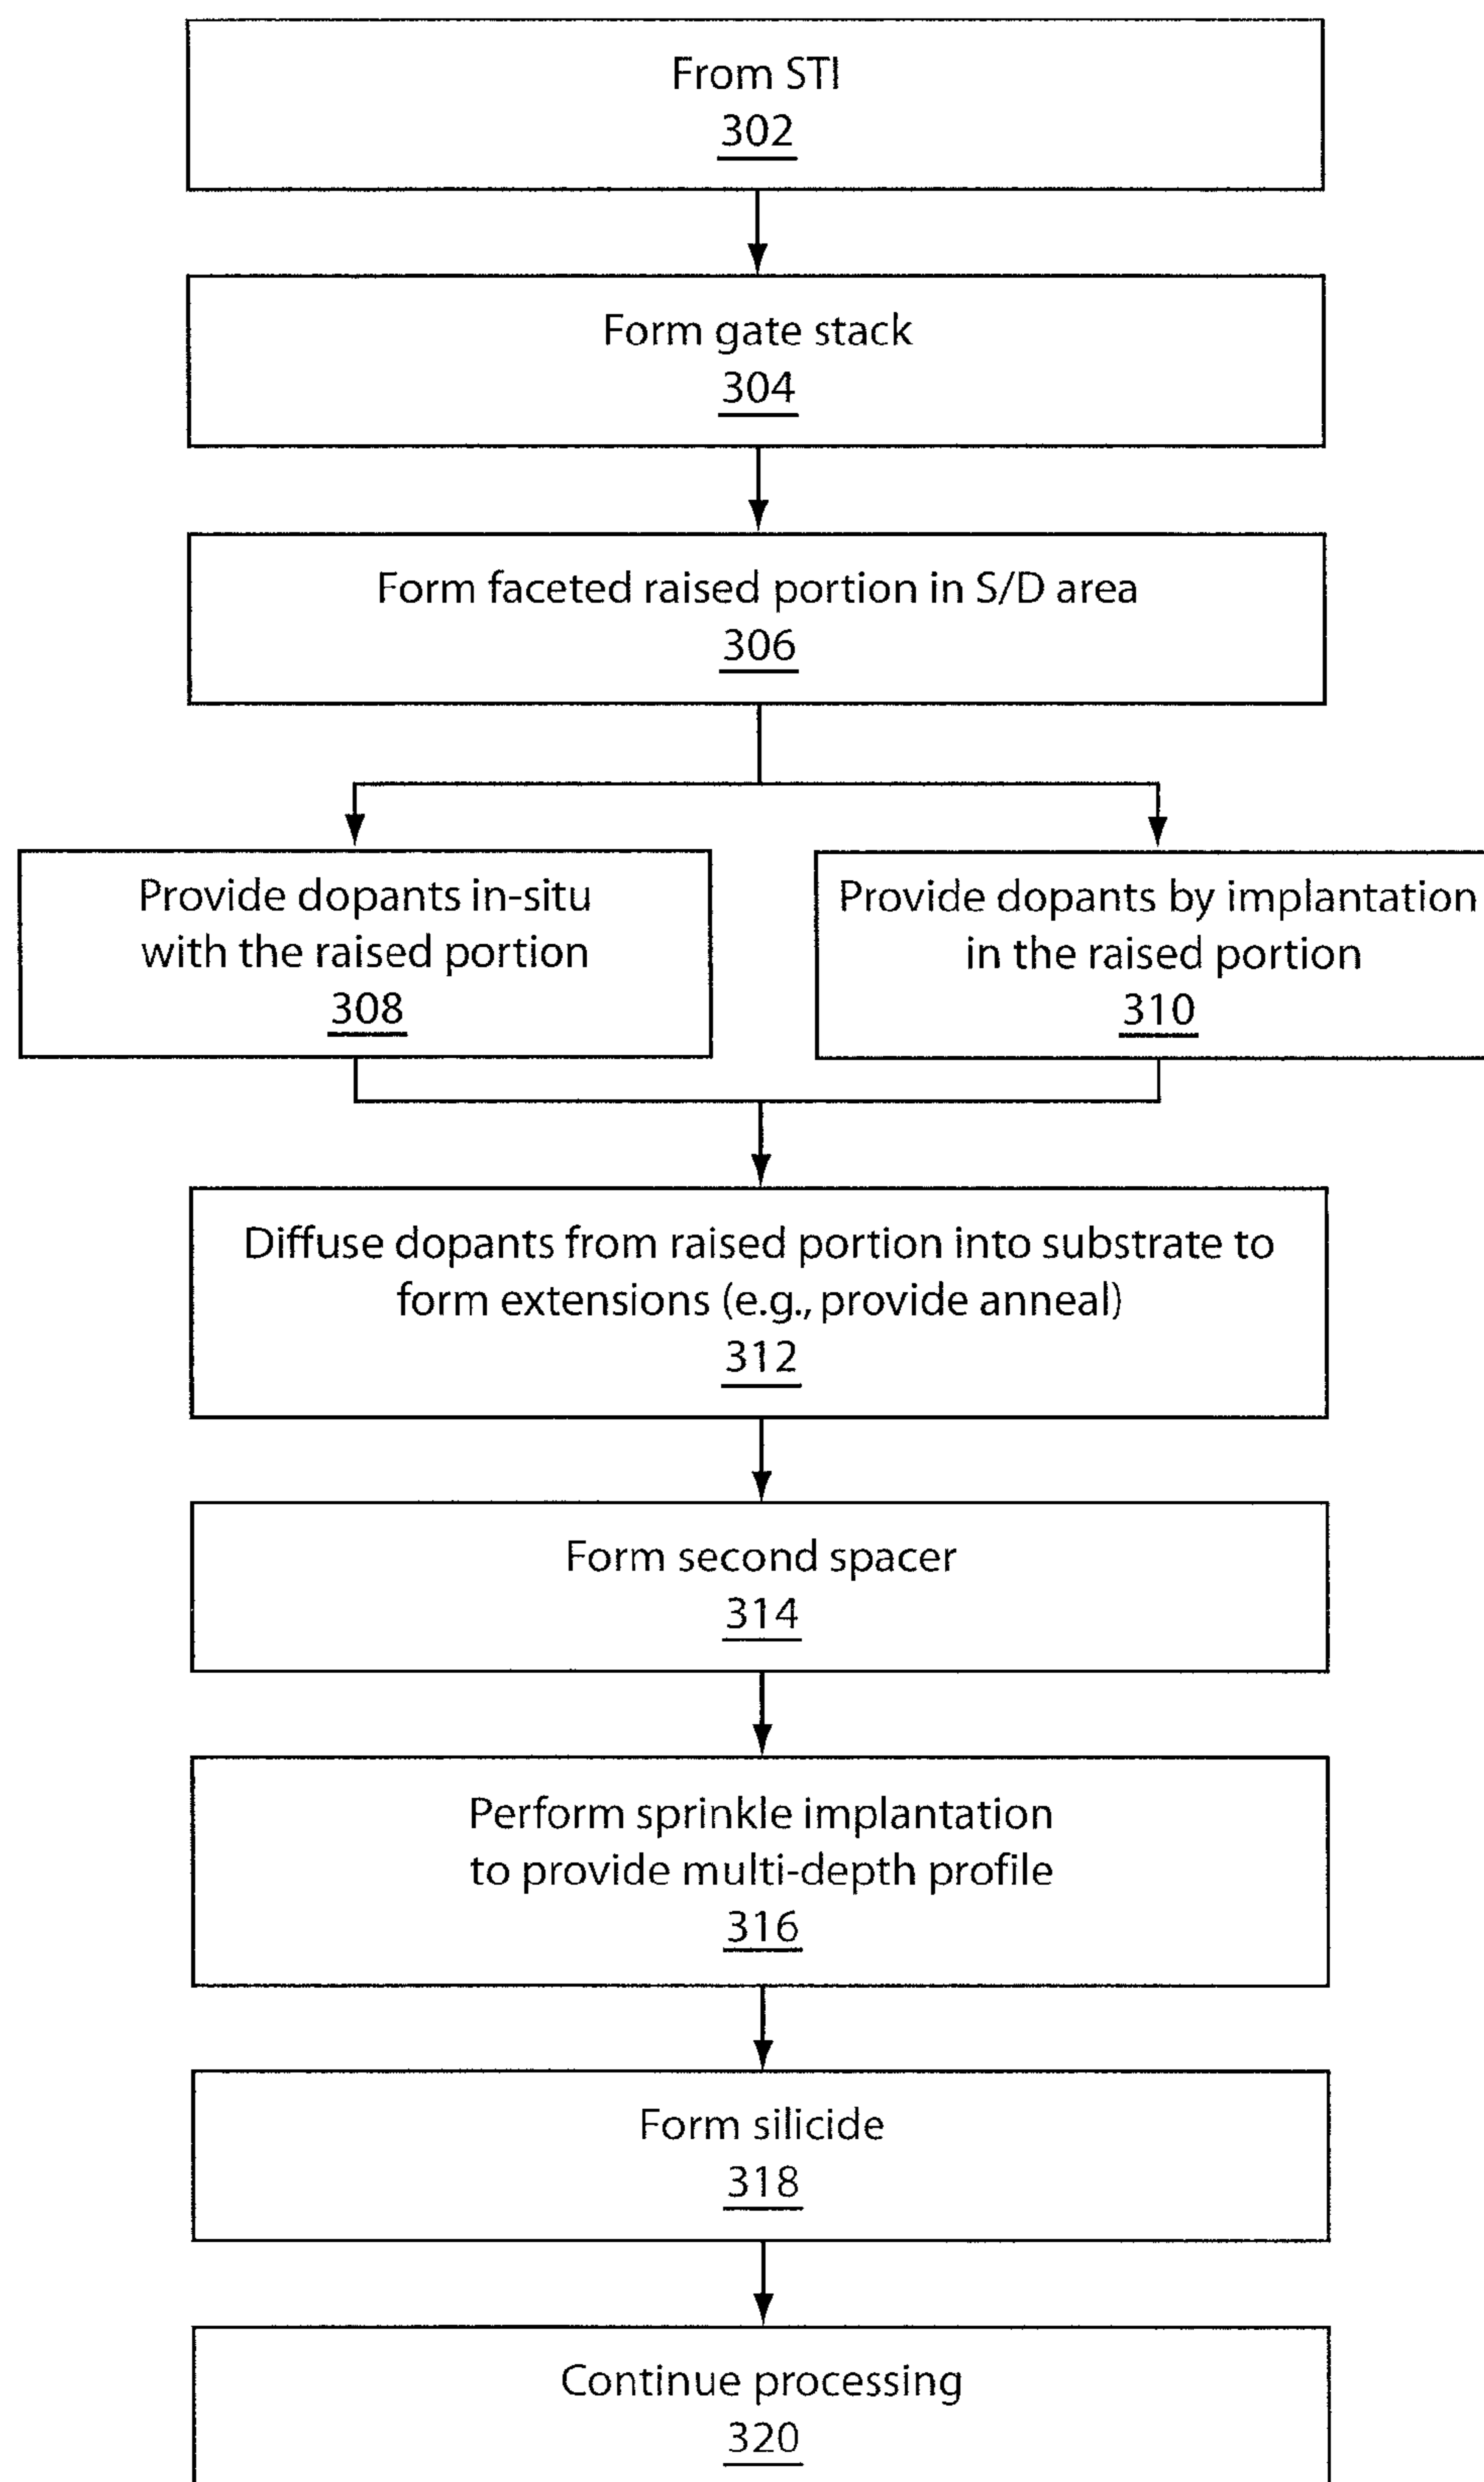 From STI
302
Form gate stack
304
Form faceted raised portion in S/D area
306
Provide dopants in-situ
with the raised portion
308
Provide dopants by implantation
in the raised portion
310
Diffuse dopants from raised portion into substrate to
form extensions (e.g., provide anneal)
312
Form second spacer
314
Perform sprinkle implantation
to provide multi-depth profile
316
Form silicide
318
Continue processing
320